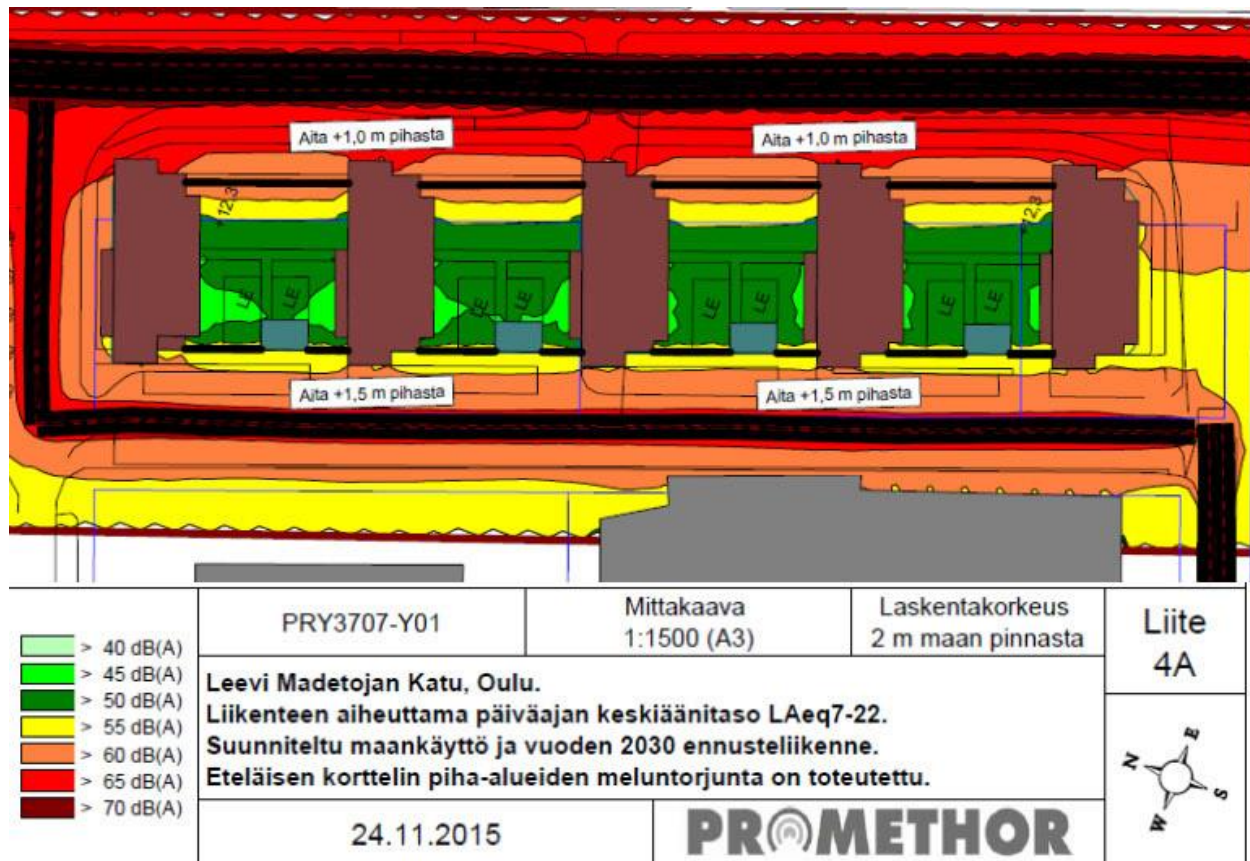 Aita +1,0 m pihasta
Aita +1,0 m pihasta
+12,3
+12,3
LE
LE
LE
LE
LE
LE
LE
LE
Aita +1,5 m pihasta
Aita +1,5 m pihasta
> 40 dB(A)
> 45 dB(A)
> 50 dB(A)
> 55 dB(A)
> 60 dB(A)
> 65 dB(A)
> 70 dB(A)
PRY3707-Y01
Mittakaava
1:1500 (A3)
Laskentakorkeus
2 m maan pinnasta
Liite
4A
Leevi Madetojan Katu, Oulu.
Liikenteen aiheuttama päiväajan keskiäänitaso LAeq7-22.
Suunniteltu maankäyttö ja vuoden 2030 ennusteliikenne.
Eteläisen korttelin piha-alueiden meluntorjunta on toteutettu.
N
E
W
S
24.11.2015
PROMETHOR